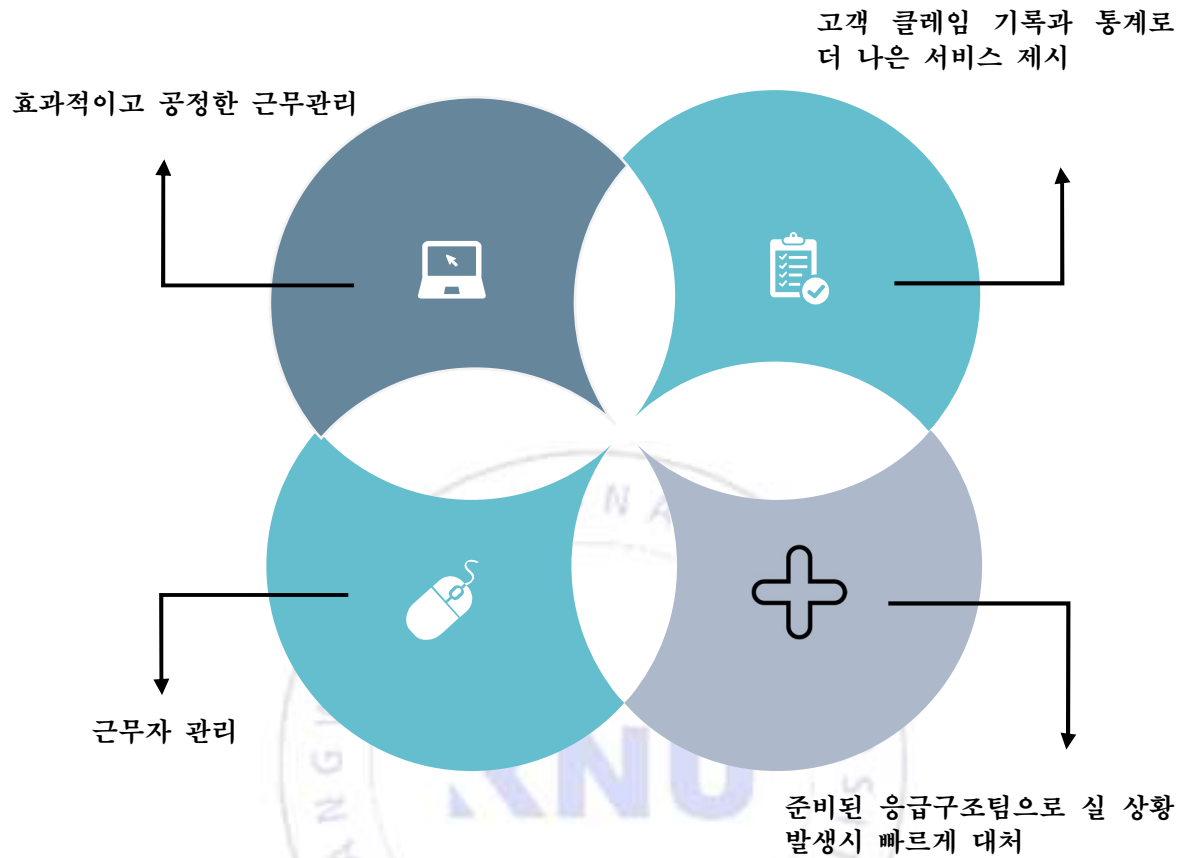 고객 클레임 기록과 통계로
더 나은 서비스 제시
효과적이고 공정한 근무관리
근무자 관리
KNU
준비된 응급구조팀으로 실 상황
발생시 빠르게 대처